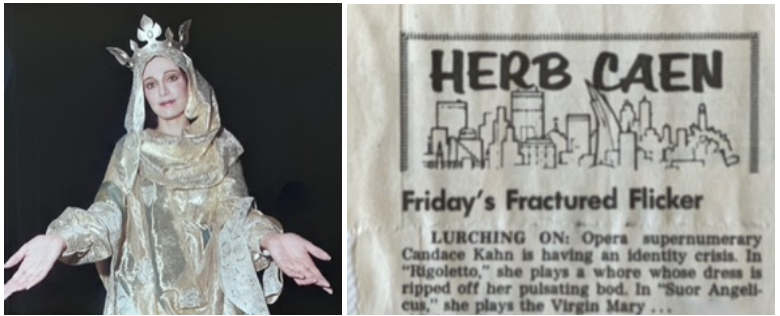 HERB CAEN
Friday's Fractured Flicker
LURCHING ON: Opera supernumerary
Candace Kahn is having an identity crisis. In
"Rigoletto," she plays a whore whose dress is
ripped off her pulsating bod. In "Suor Angeli-
cus," she plays the Virgin Mary . . .